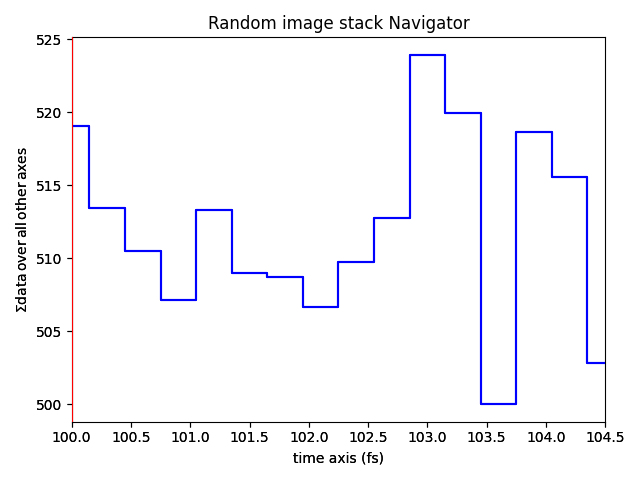 Random image stack Navigator
525
520
515
510
505
500
Σdata over all other axes
100.0 100.5 101.0 101.5 102.0 102.5 103.0 103.5 104.0 104.5
time axis (fs)